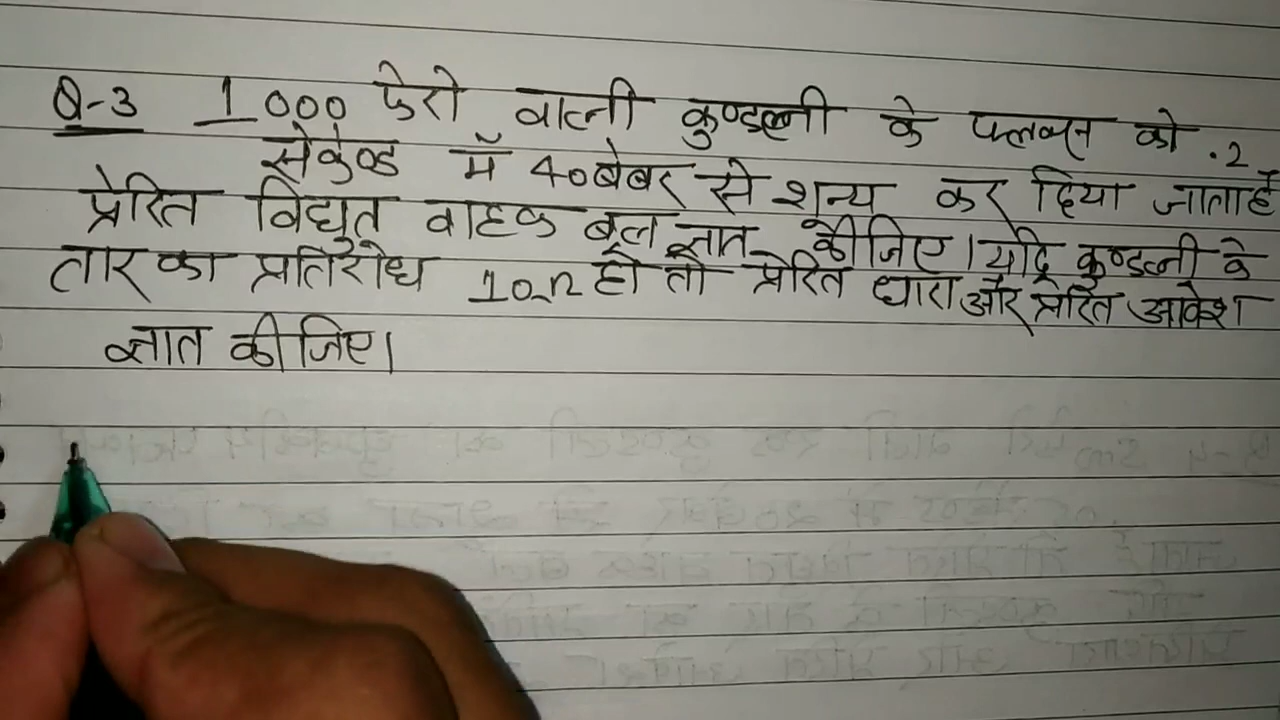 Q-3 1000 फेरो वाली कुण्डली के फ्लक्स को .2
सेकेण्ड में 40 बेबर से शून्य कर दिया जाता है
प्रेरित विद्युत वाहक बल ज्ञात कीजिए। यदि कुण्डली के
तार का प्रतिरोध 10Ω हो तो प्रेरित धारा और प्रेरित आवेश
ज्ञात कीजिए।